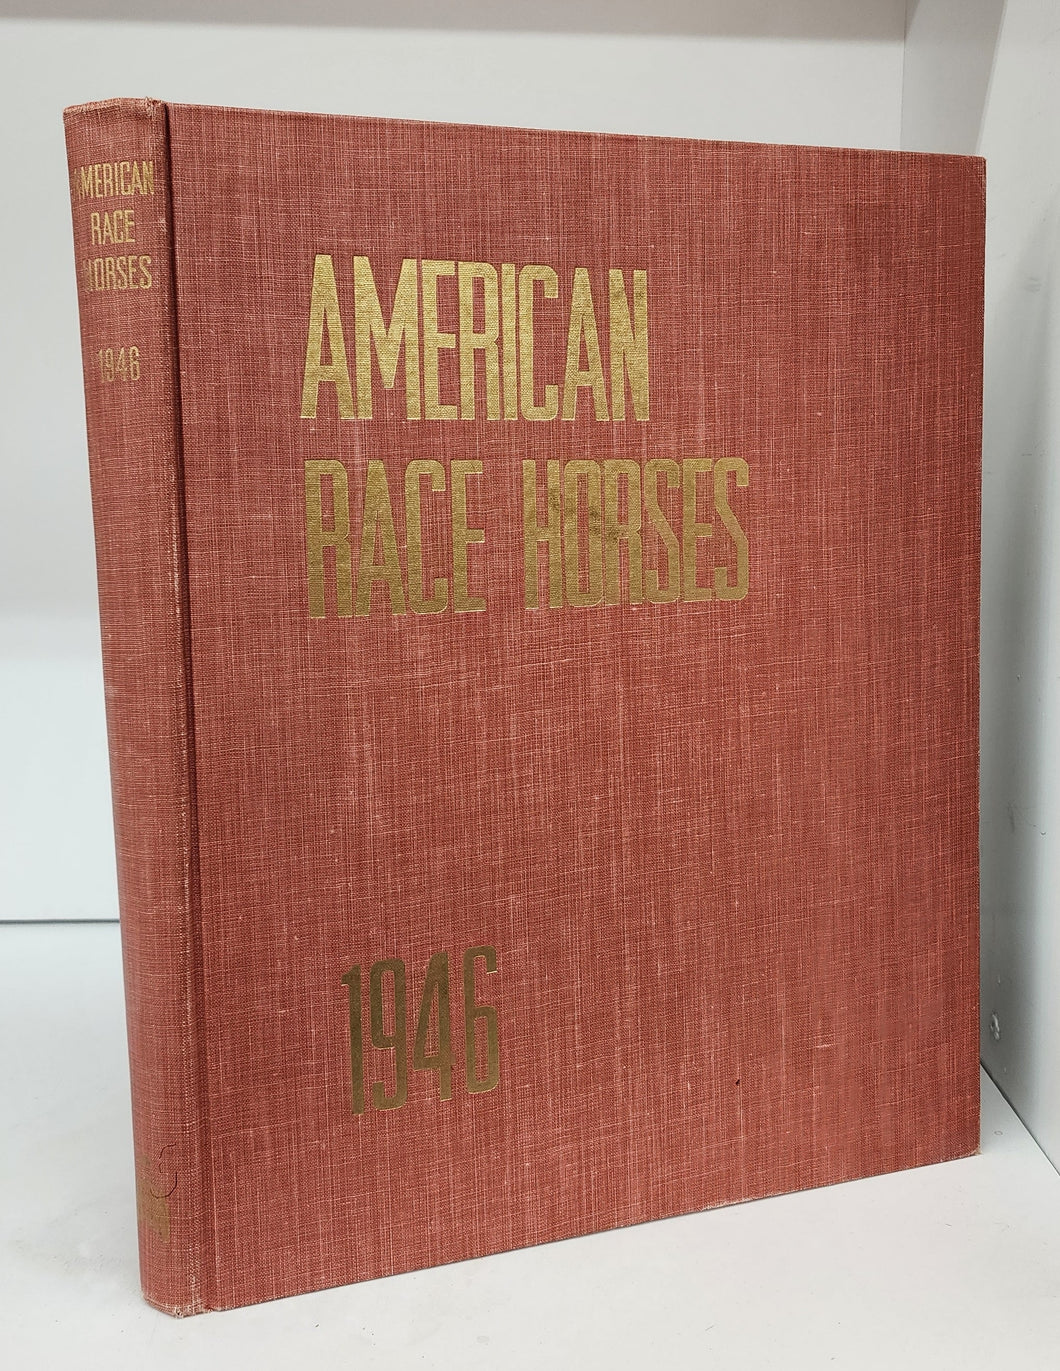 AMERICAN
RACE
HORSES
1946
AMERICAN
RACE HORSES
1946